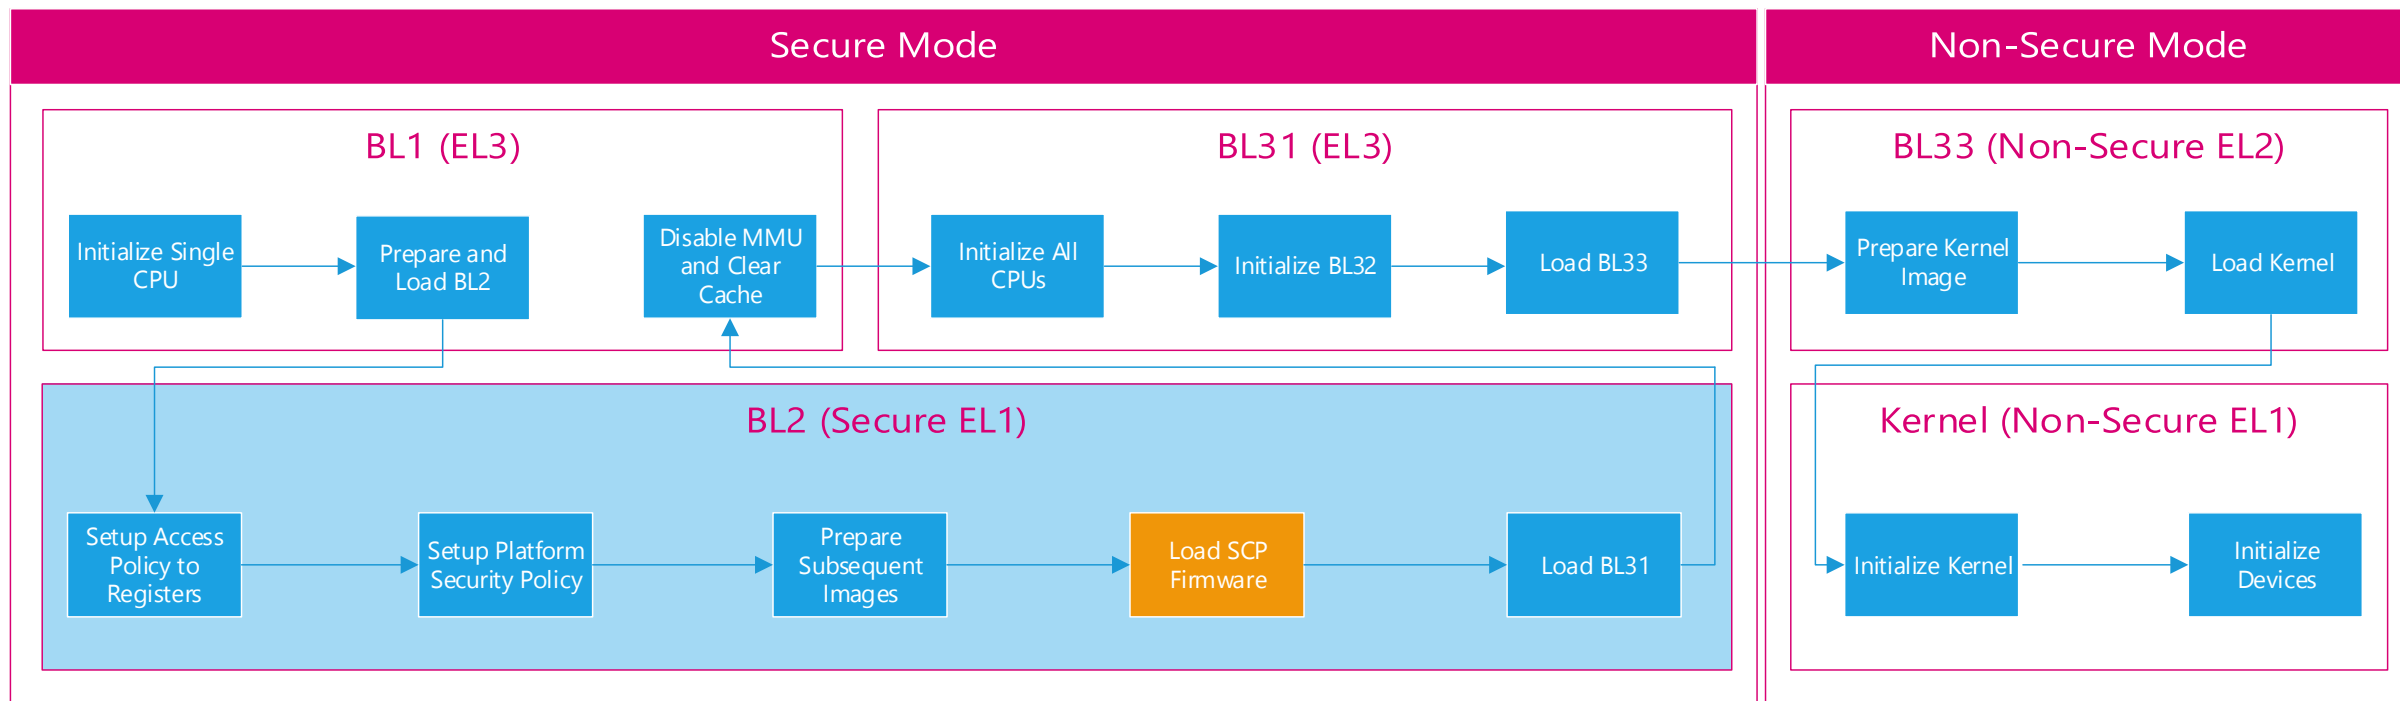 Secure Mode
Non-Secure Mode
BL1 (EL3)
Initialize Single
CPU
Prepare and
Load BL2
Disable MMU
and Clear
Cache
BL31 (EL3)
Initialize All
CPUs
Initialize BL32
Load BL33
BL2 (Secure EL1)
Setup Access
Policy to
Registers
Setup Platform
Security Policy
Prepare
Subsequent
Images
Load SCP
Firmware
Load BL31
BL33 (Non-Secure EL2)
Prepare Kernel
Image
Load Kernel
Kernel (Non-Secure EL1)
Initialize Kernel
Initialize
Devices